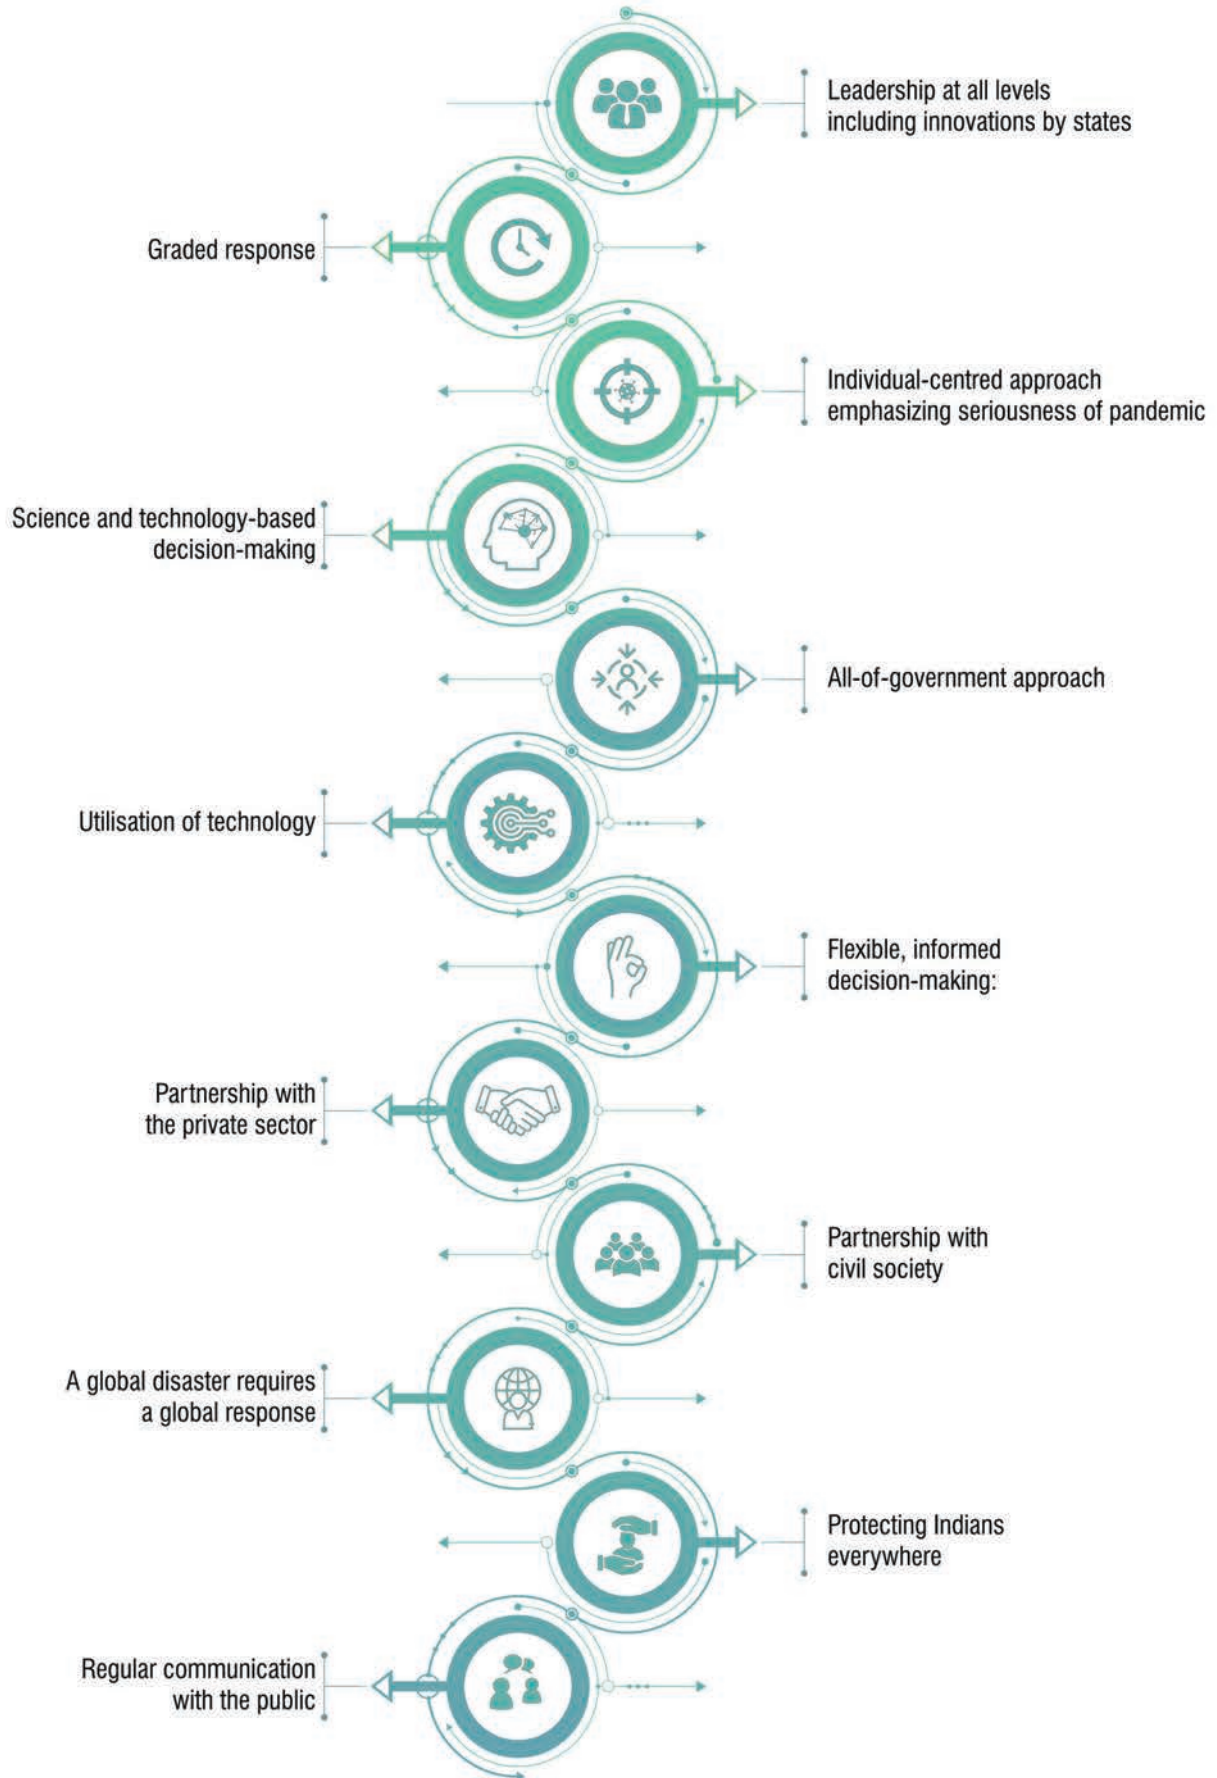 Leadership at all levels
including innovations by states
Graded response
Individual-centred approach
emphasizing seriousness of pandemic
Science and technology-based
decision-making
All-of-government approach
Utilisation of technology
Flexible, informed
decision-making:
Partnership with
the private sector
Partnership with
civil society
A global disaster requires
a global response
Protecting Indians
everywhere
Regular communication
with the public